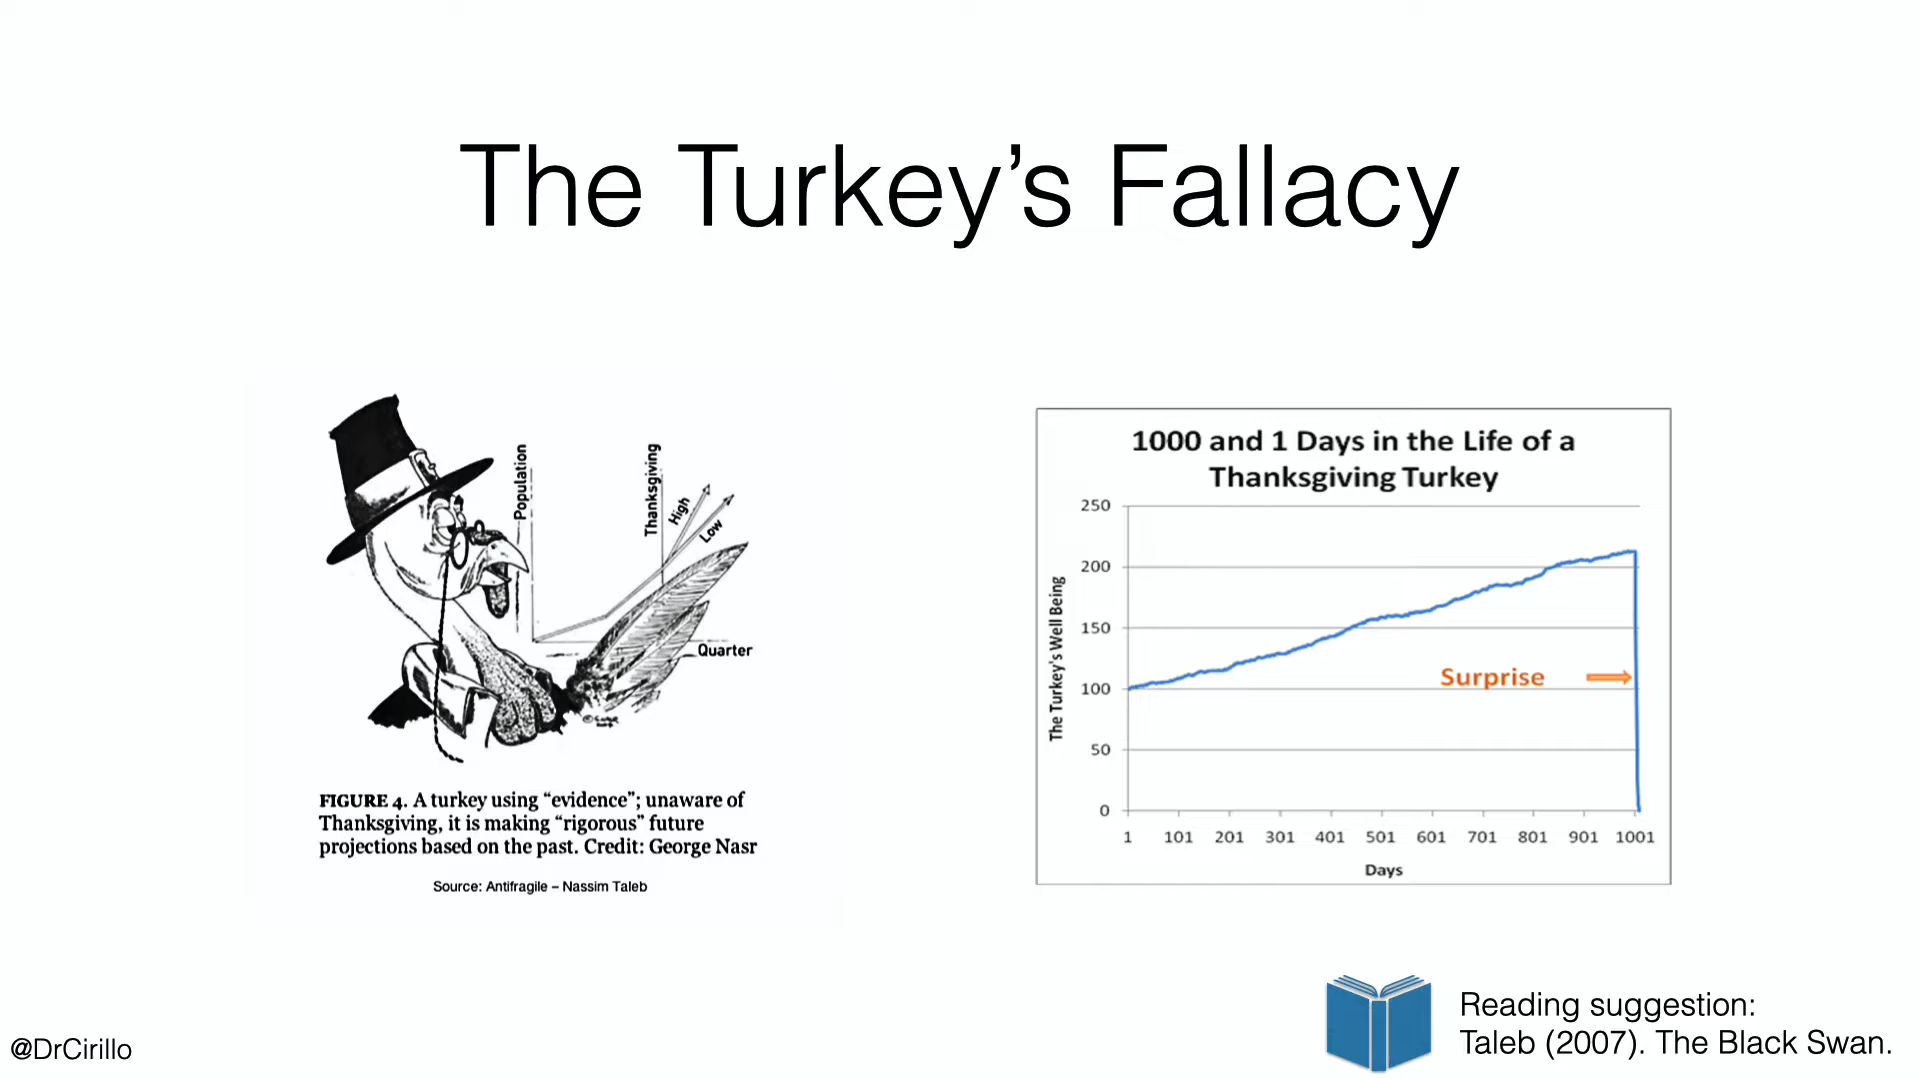 The Turkey’s Fallacy
Population
Thanksgiving
High
Low
Quarter
FIGURE 4. A turkey using “evidence”; unaware of
Thanksgiving, it is making “rigorous” future
projections based on the past. Credit: George Nasr
Source: Antifragile – Nassim Taleb
1000 and 1 Days in the Life of a
Thanksgiving Turkey
The Turkey's Well Being
250
200
150
100
50
0
Surprise
1 101 201 301 401 501 601 701 801 901 1001
Days
Reading suggestion:
Taleb (2007). The Black Swan.
@DrCirillo